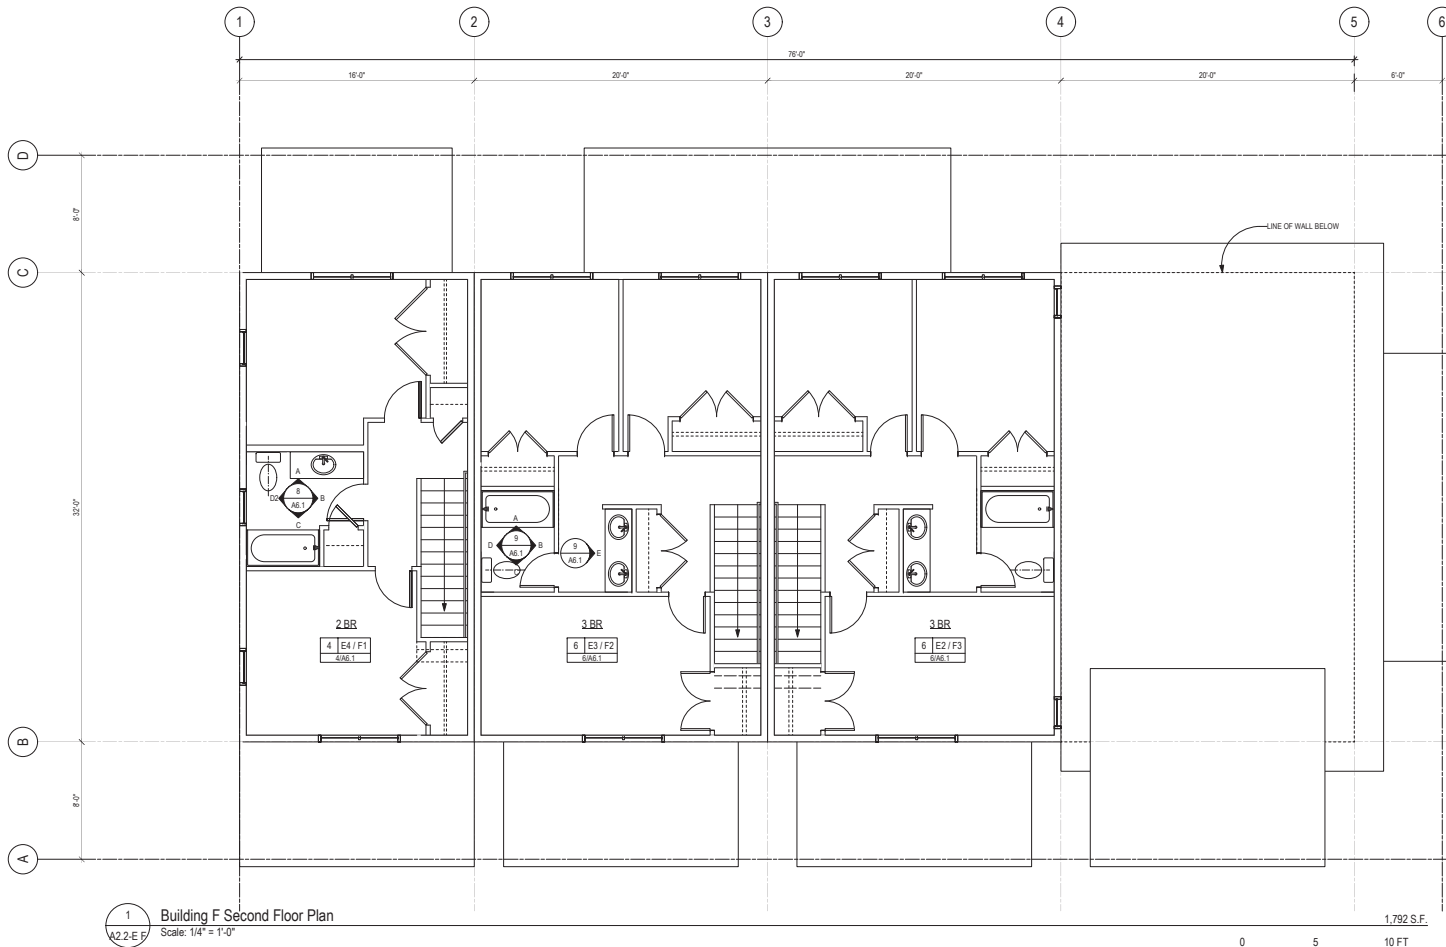 1
2
3
4
5
6
76'-0"
16'-0"
20'-0"
20'-0"
20'-0"
6'-0"
D
8'-0"
LINE OF WALL BELOW
C
A
8
A6.1
D2
B
C
32'-0"
A
9
A6.1
D
B
C
9
A6.1
E
2 BR
4 E4 / F1
4/A6.1
3 BR
6 E3 / F2
6/A6.1
3 BR
6 E2 / F3
6/A6.1
B
8'-0"
A
1
A2.2-E F
Building F Second Floor Plan
Scale: 1/4" = 1'-0"
1,792 S.F.
0 5 10 FT